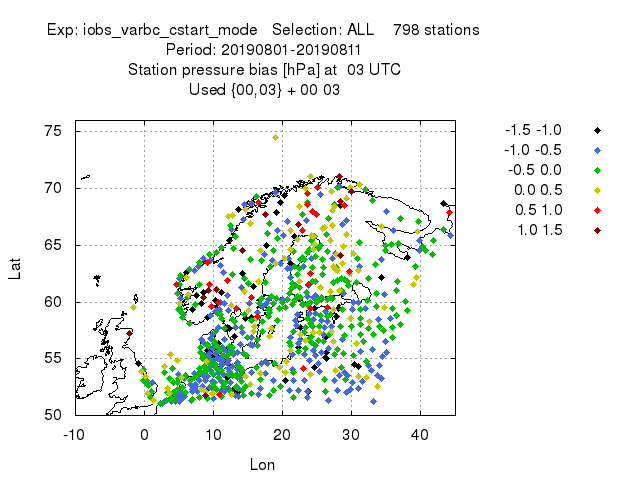 Exp: iobs_varbc_cstart_mode   Selection: ALL    798 stations
Period: 20190801-20190811
Station pressure bias [hPa] at  03 UTC
Used {00,03} + 00 03
-1.5 -1.0
-1.0 -0.5
-0.5 0.0
0.0 0.5
0.5 1.0
1.0 1.5
75
70
65
60
55
50
Lat
-10 0 10 20 30 40
Lon